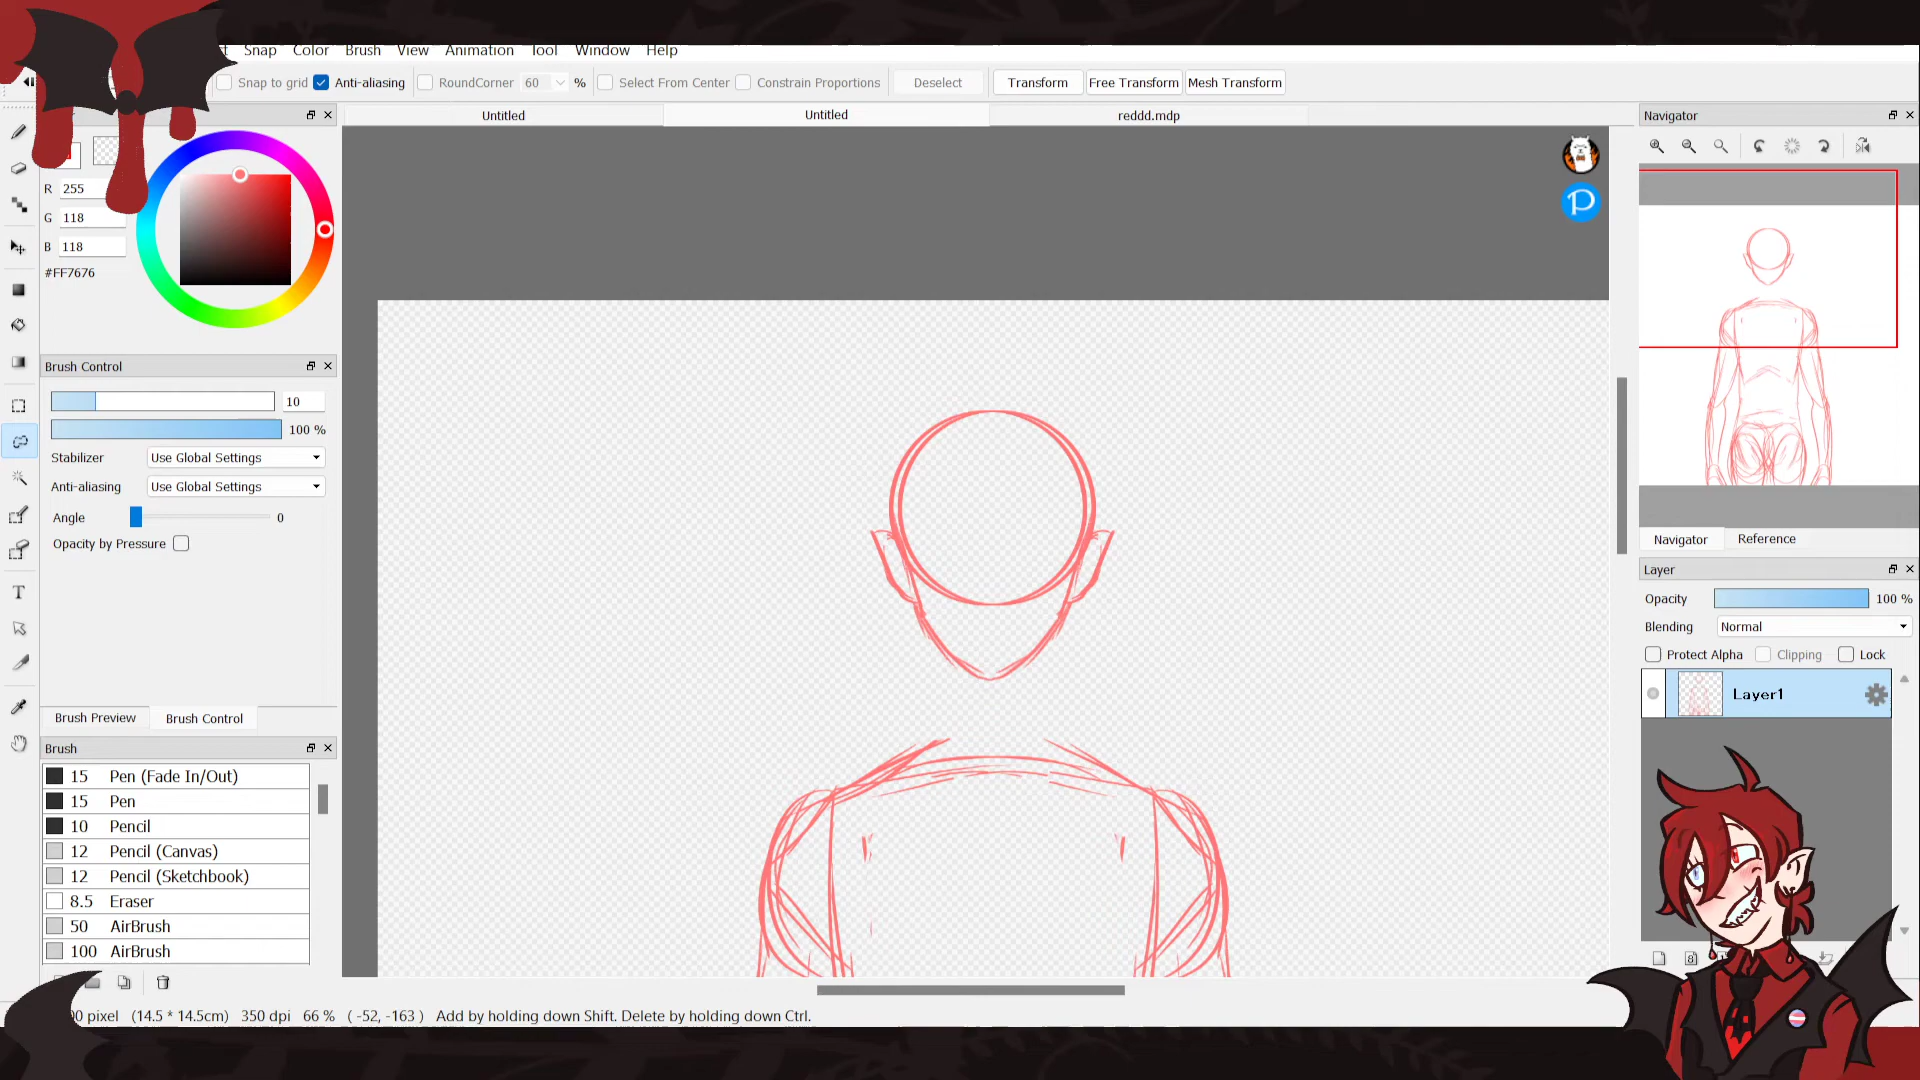 Snap Color Brush View Animation Tool Window Help
Snap to grid Anti-aliasing RoundCorner 60 % Select From Center Constrain Proportions Deselect Transform Free Transform Mesh Transform
Untitled Untitled reddd.mdp
R 255
G 118
B 118
#FF7676
Brush Control
10
100 %
Stabilizer Use Global Settings
Anti-aliasing Use Global Settings
Angle 0
Opacity by Pressure
Brush Preview Brush Control
Brush
15 Pen (Fade In/Out)
15 Pen
10 Pencil
12 Pencil (Canvas)
12 Pencil (Sketchbook)
8.5 Eraser
50 AirBrush
100 AirBrush
pixel (14.5 * 14.5cm) 350 dpi 66 % ( -52, -163 ) Add by holding down Shift. Delete by holding down Ctrl.
P
T
Navigator
Navigator Reference
Layer
Opacity 100 %
Blending Normal
Protect Alpha Clipping Lock
Layer1
8